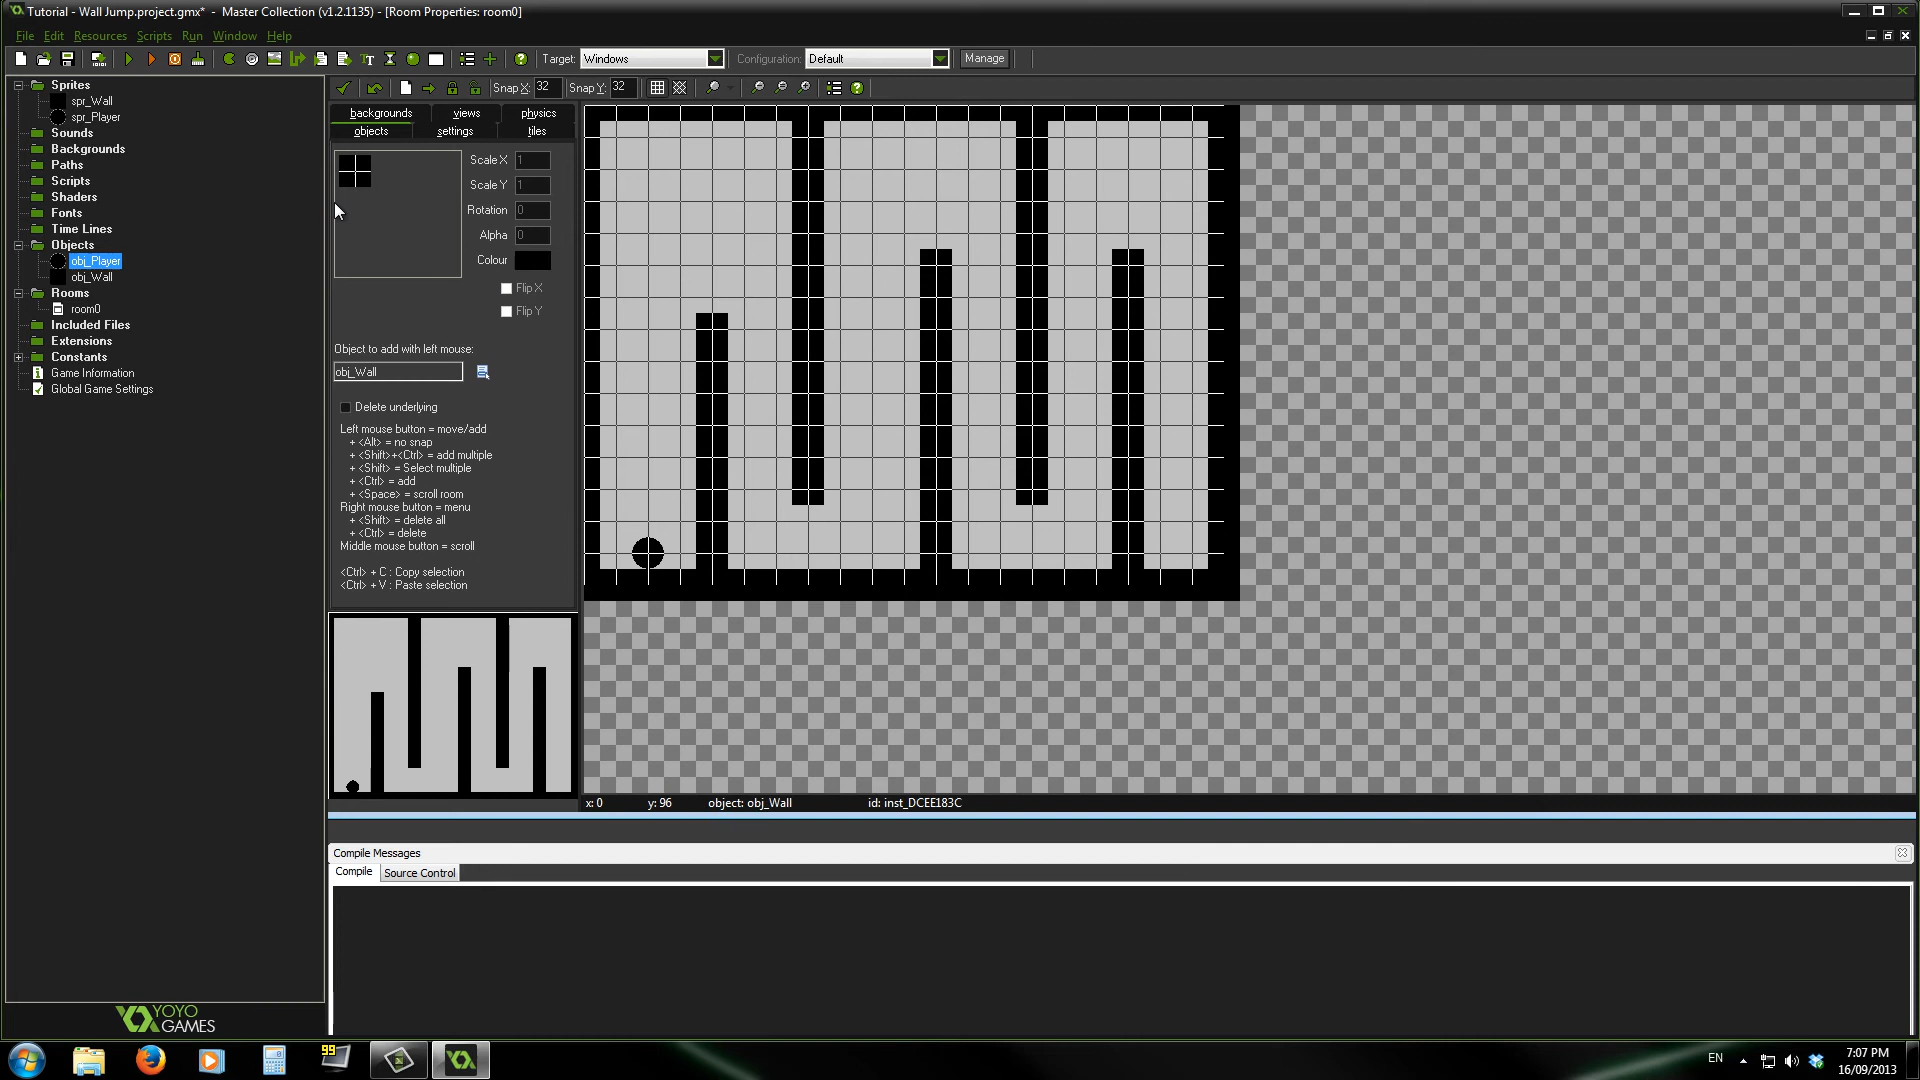 Tutorial - Wall Jump.project.gmx* - Master Collection (v1.2.1135) - [Room Properties: room0]
File Edit Resources Scripts Run Window Help
Target: Windows Configuration: Default Manage
Snap X: 32 Snap Y: 32
Sprites
spr_Wall
spr_Player
Sounds
Backgrounds
Paths
Scripts
Shaders
Fonts
Time Lines
Objects
obj_Player
obj_Wall
Rooms
room0
Included Files
Extensions
Constants
Game Information
Global Game Settings
YOYO
GAMES
backgrounds views physics
objects settings tiles
Scale X 1
Scale Y 1
Rotation 0
Alpha 0
Colour
Flip X
Flip Y
Object to add with left mouse:
obj_Wall
Delete underlying
Left mouse button = move/add
+ <Alt> = no snap
+ <Shift>+<Ctrl> = add multiple
+ <Shift> = Select multiple
+ <Ctrl> = add
+ <Space> = scroll room
Right mouse button = menu
+ <Shift> = delete all
+ <Ctrl> = delete
Middle mouse button = scroll
<Ctrl> + C : Copy selection
<Ctrl> + V : Paste selection
x: 0 y: 96 object: obj_Wall id: inst_DCEE183C
Compile Messages
Compile Source Control
99
EN
7:07 PM
16/09/2013